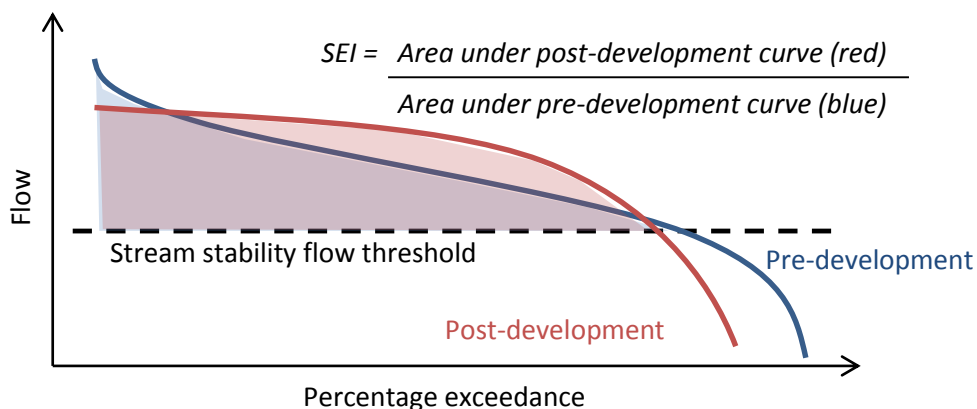 SEI = Area under post-development curve (red)
Area under pre-development curve (blue)
Flow
Stream stability flow threshold
Pre-development
Post-development
Percentage exceedance